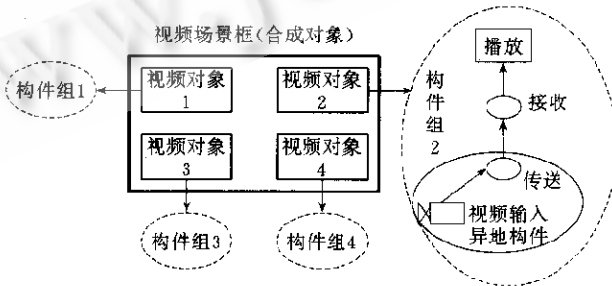 视频场景框(合成对象)
构件组1
视频对象
1
视频对象
2
视频对象
3
视频对象
4
构件组3
构件组4
构件组2
播放
接收
传送
视频输入
异地构件